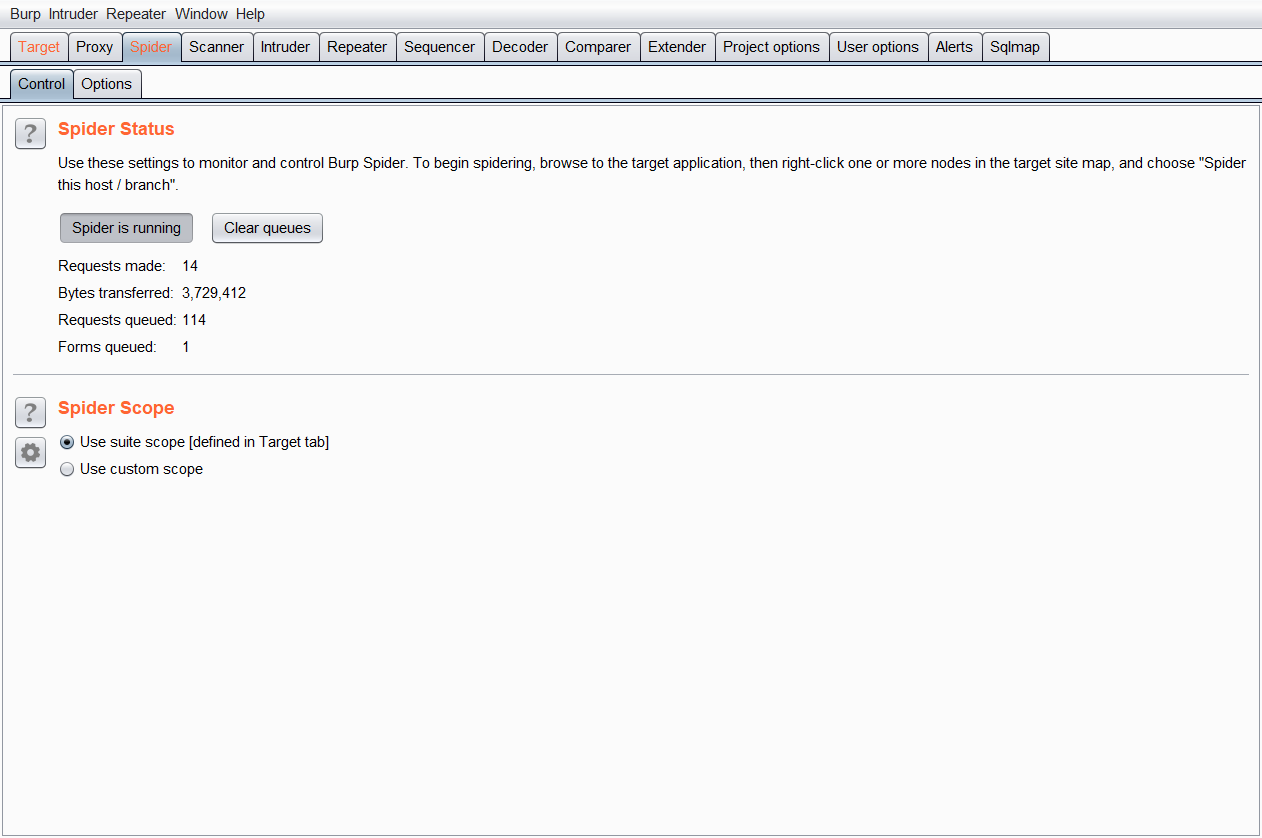 Burp Intruder Repeater Window Help
Target Proxy Spider Scanner Intruder Repeater Sequencer Decoder Comparer Extender Project options User options Alerts Sqlmap
Control Options
? Spider Status
Use these settings to monitor and control Burp Spider. To begin spidering, browse to the target application, then right-click one or more nodes in the target site map, and choose "Spider
this host / branch".
Spider is running Clear queues
Requests made: 14
Bytes transferred: 3,729,412
Requests queued: 114
Forms queued: 1
? Spider Scope
Use suite scope [defined in Target tab]
Use custom scope